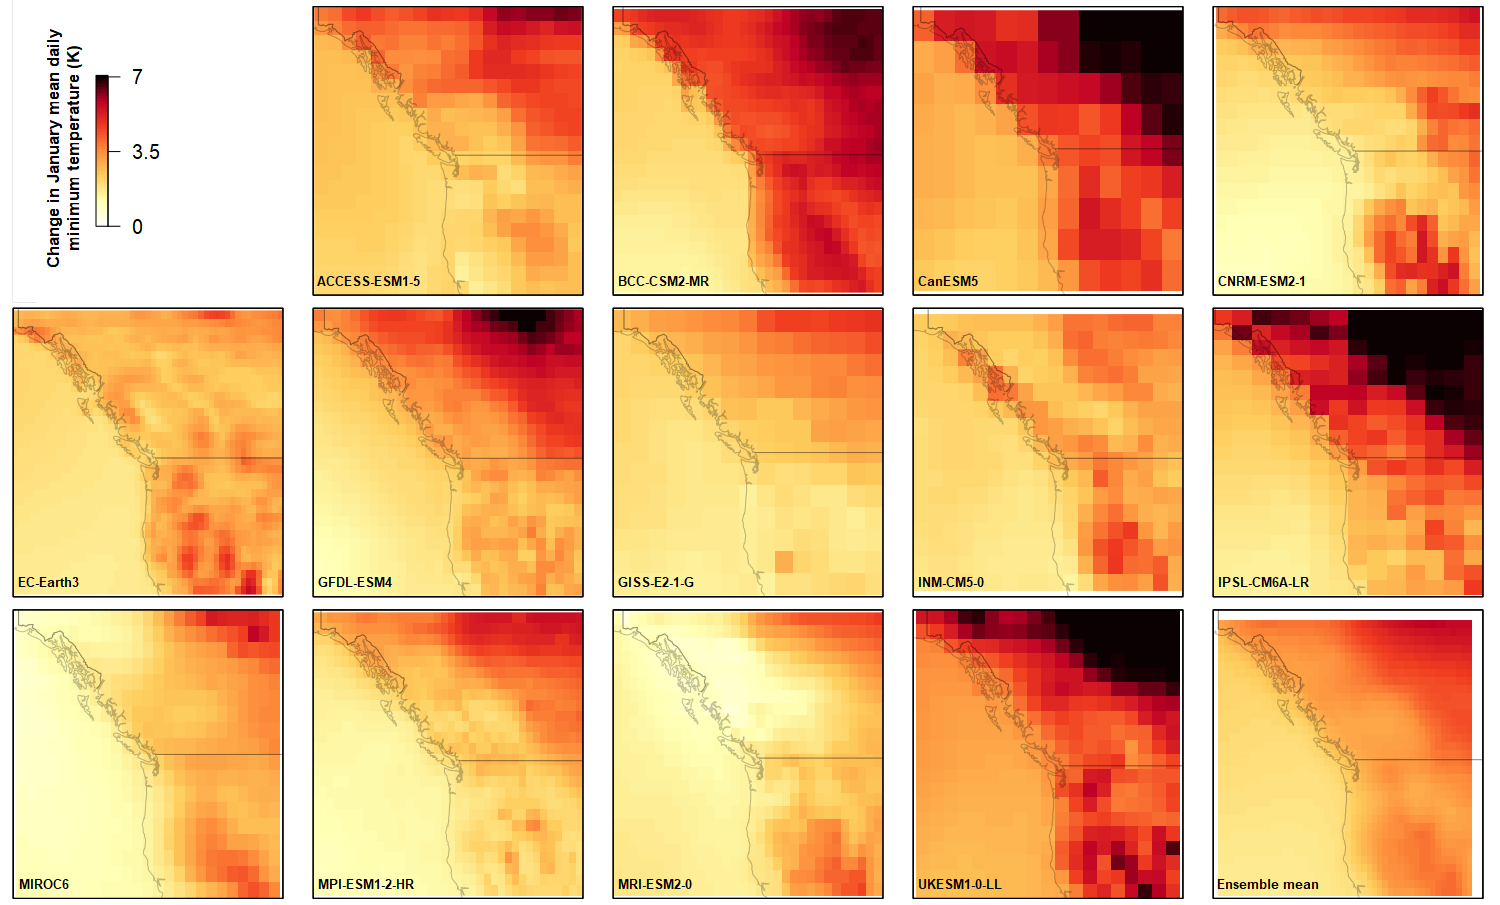 Change in January mean daily
minimum temperature (K)
7
3.5
0
ACCESS-ESM1-5
BCC-CSM2-MR
CanESM5
CNRM-ESM2-1
EC-Earth3
GFDL-ESM4
GISS-E2-1-G
INM-CM5-0
IPSL-CM6A-LR
MIROC6
MPI-ESM1-2-HR
MRI-ESM2-0
UKESM1-0-LL
Ensemble mean